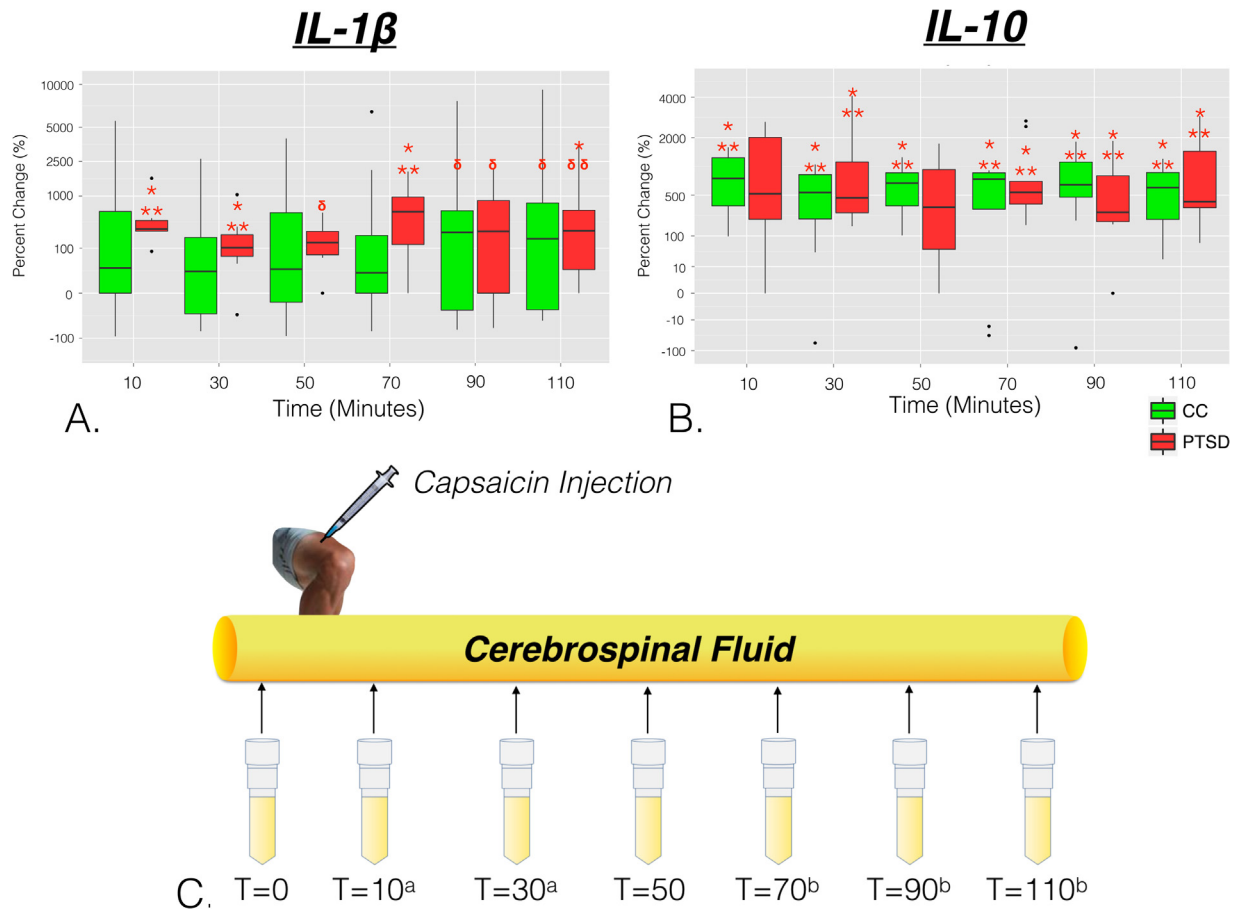 IL-1β
IL-10
Percent Change (%)
10000
5000
2500
1000
100
0
-100
* ** * ** δ * ** δ δ δ * δ δ
10 30 50 70 90 110
Time (Minutes)
A.
Percent Change (%)
4000
2000
500
100
10
0
-10
-100
* ** * ** * ** * ** * ** * ** * ** * ** * ** * **
10 30 50 70 90 110
Time (Minutes)
B.
CC
PTSD
Capsaicin Injection
Cerebrospinal Fluid
C. T=0 T=10ᵃ T=30ᵃ T=50 T=70ᵇ T=90ᵇ T=110ᵇ